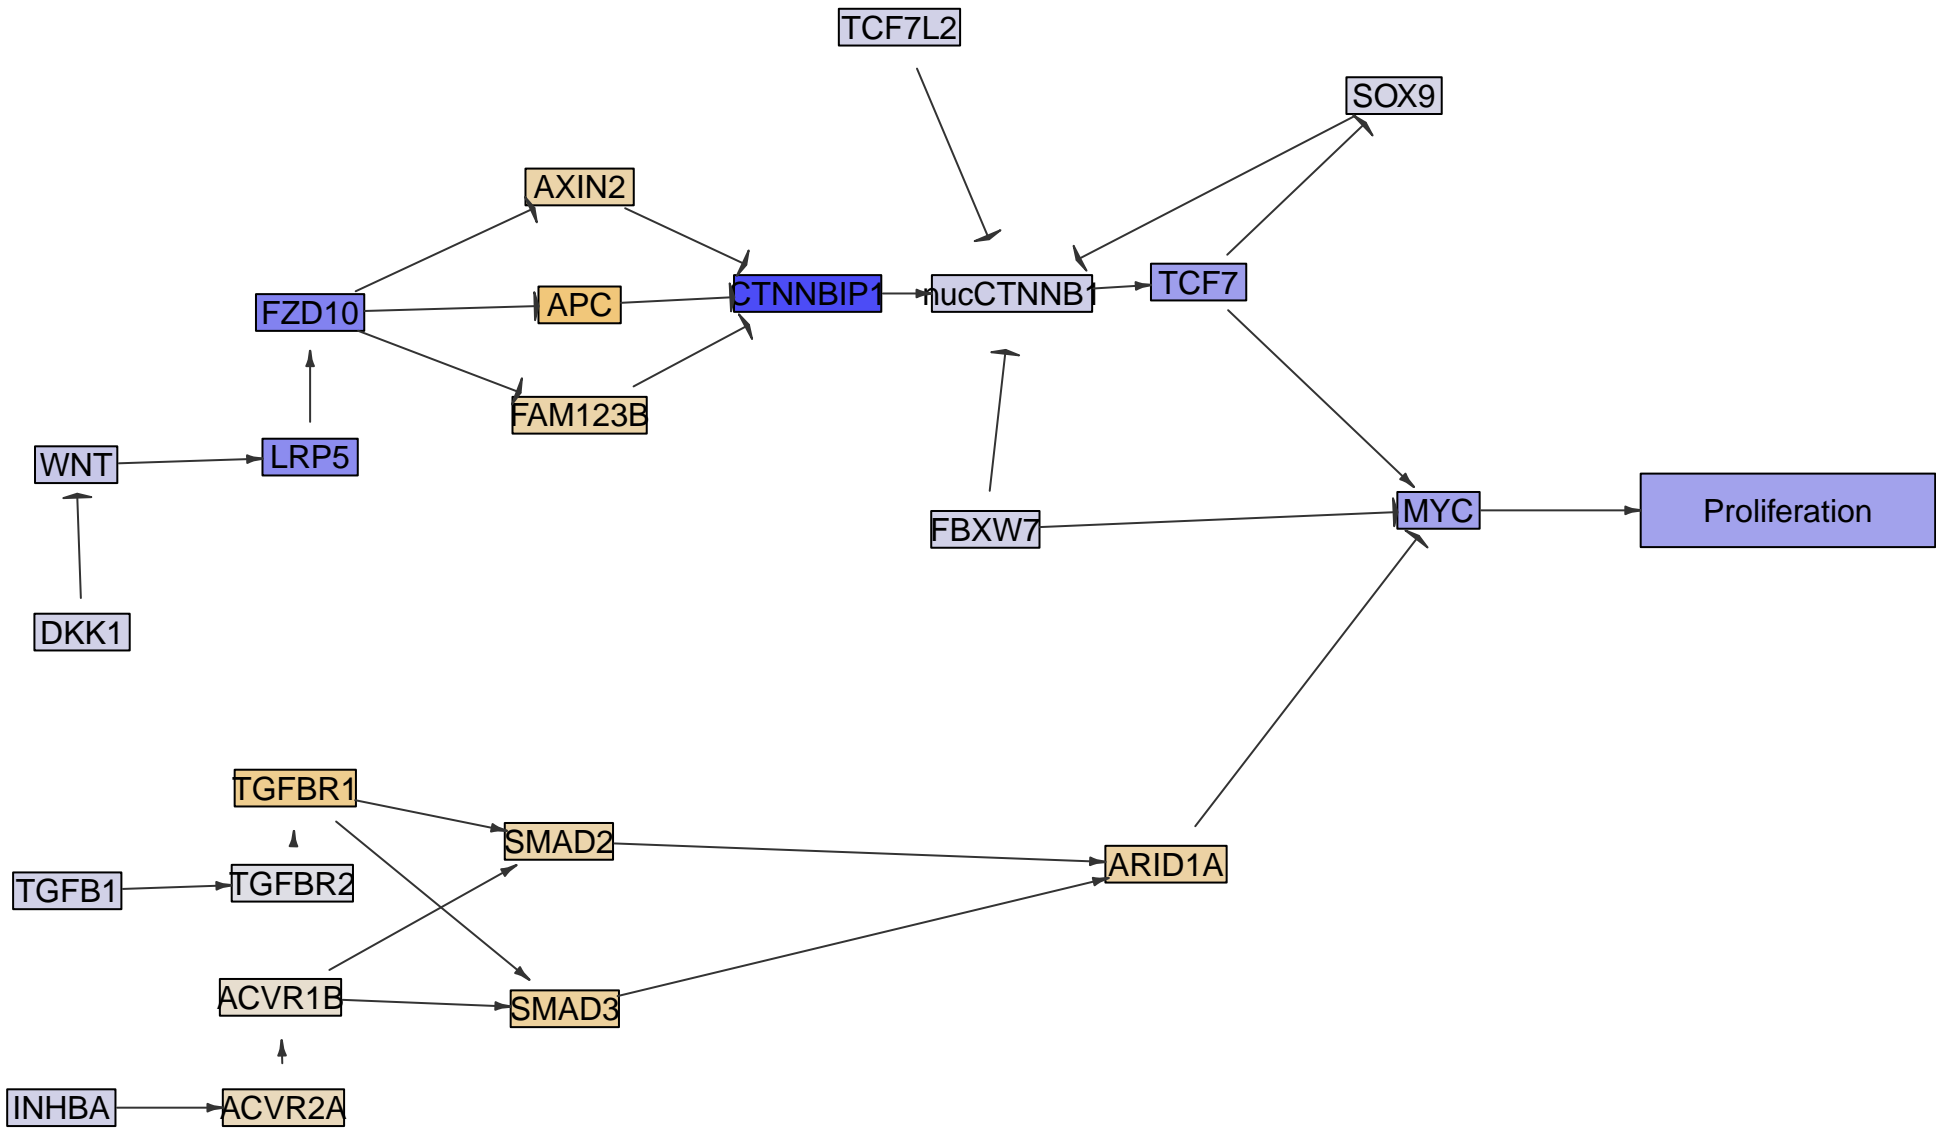 TCF7L2
SOX9
AXIN2
TCF7
CTNNBIP1
nucCTNNB1
APC
FZD10
FAM123B
LRP5
WNT
MYC
Proliferation
FBXW7
DKK1
TGFBR1
SMAD2
ARID1A
TGFBR2
TGFB1
ACVR1B
SMAD3
ACVR2A
INHBA